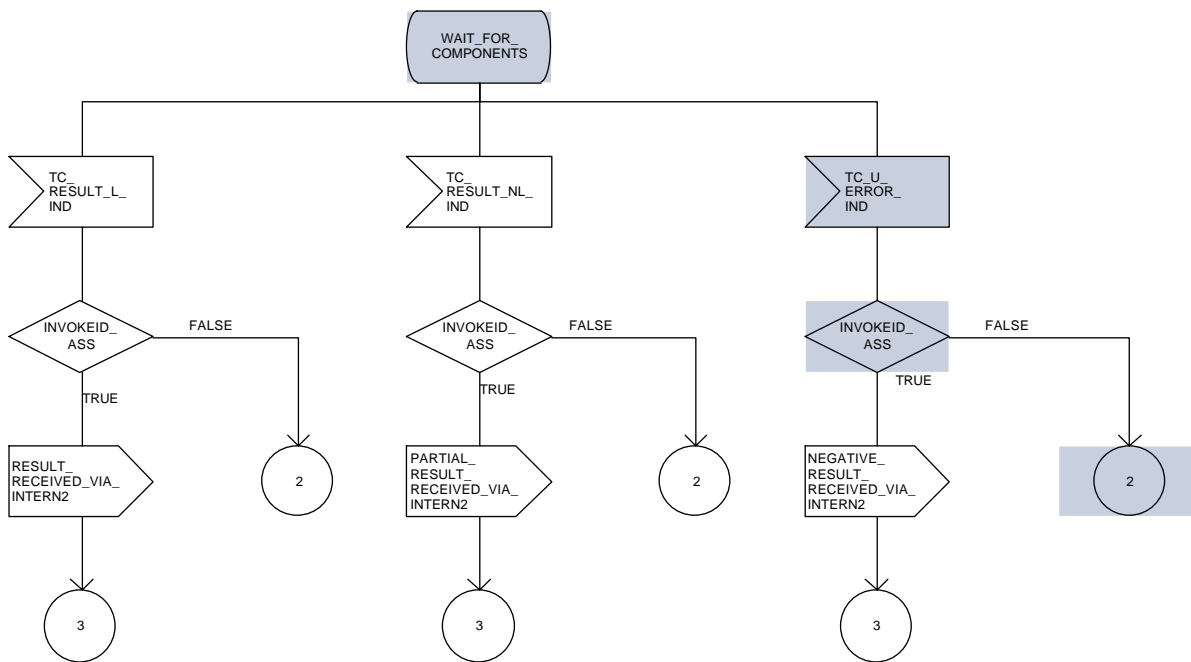 WAIT_FOR_
COMPONENTS
TC_
RESULT_L_
IND
TC_
RESULT_NL_
IND
TC_U_
ERROR_
IND
INVOKEID_
ASS
FALSE
INVOKEID_
ASS
FALSE
INVOKEID_
ASS
FALSE
TRUE
TRUE
TRUE
RESULT_
RECEIVED_VIA_
INTERN2
2
PARTIAL_
RESULT_
RECEIVED_VIA_
INTERN2
2
NEGATIVE_
RESULT_
RECEIVED_VIA_
INTERN2
2
3
3
3